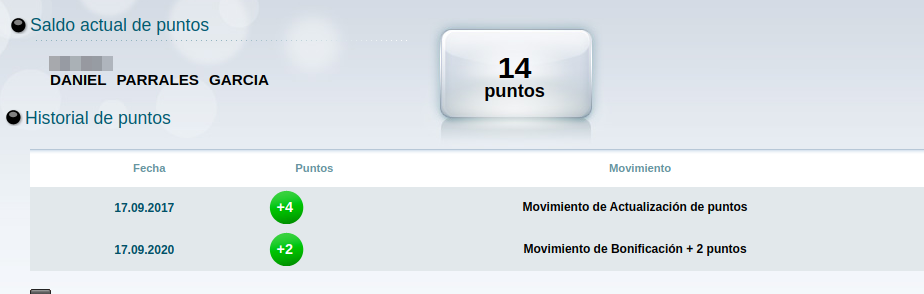 Saldo actual de puntos
DANIEL PARRALES GARCIA
14
puntos
Historial de puntos
Fecha Puntos Movimiento
17.09.2017 +4 Movimiento de Actualización de puntos
17.09.2020 +2 Movimiento de Bonificación + 2 puntos